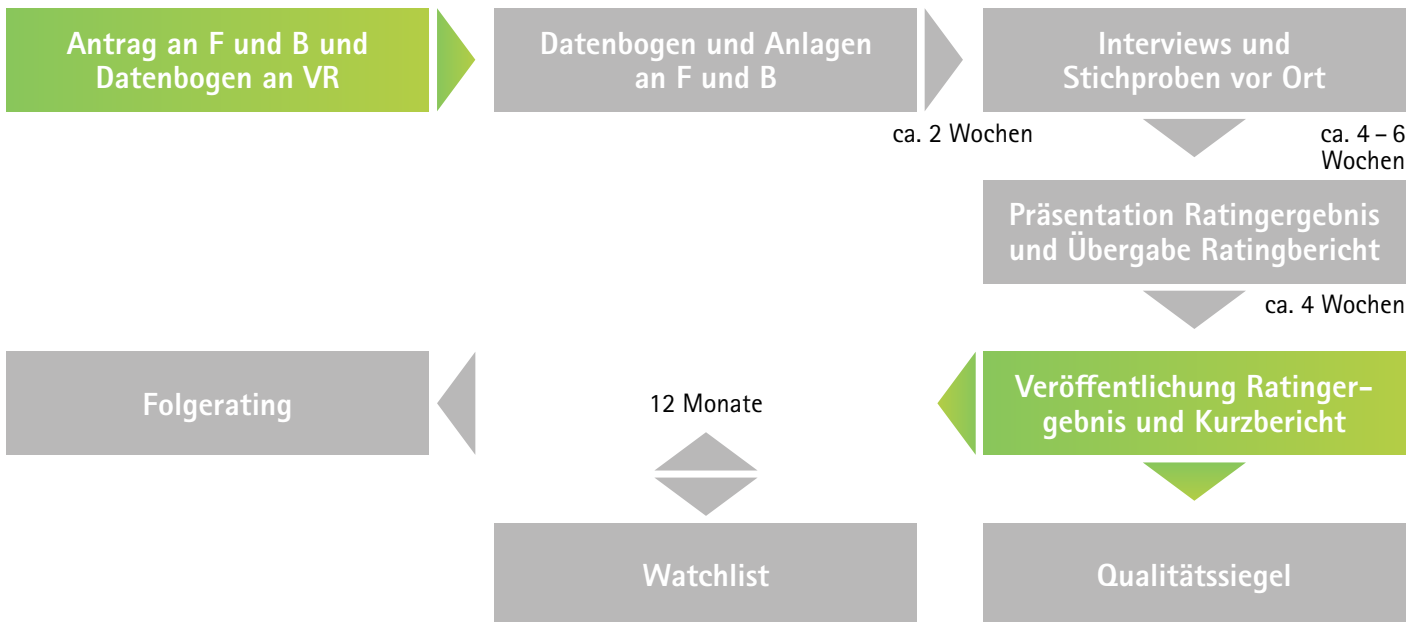 Antrag an F und B und
Datenbogen an VR
Datenbogen und Anlagen
an F und B
Interviews und
Stichproben vor Ort
ca. 2 Wochen
ca. 4 – 6
Wochen
Präsentation Ratingergebnis
und Übergabe Ratingbericht
ca. 4 Wochen
Folgerating
12 Monate
Veröffentlichung Ratinger-
gebnis und Kurzbericht
Watchlist
Qualitätssiegel